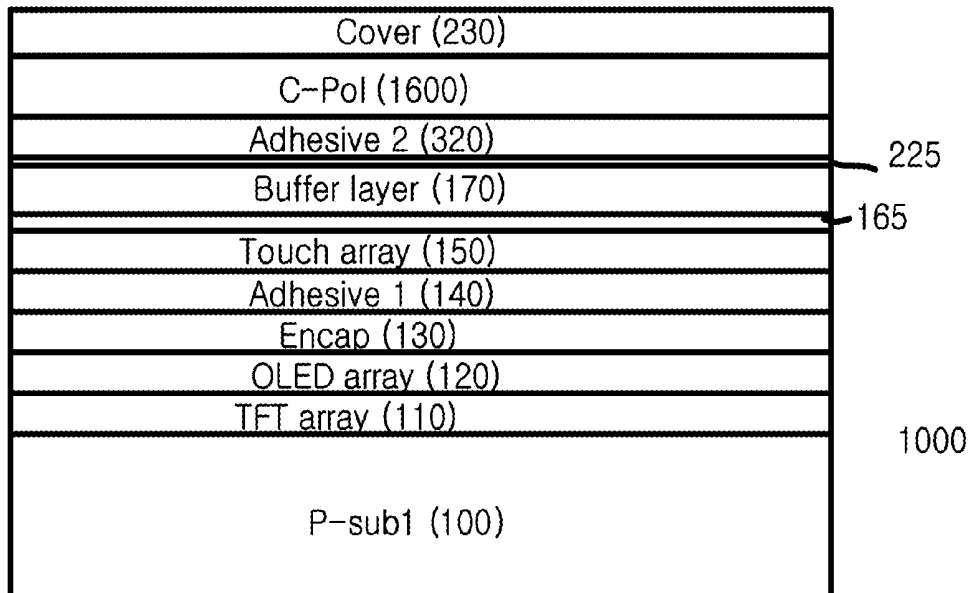 Cover (230)
C-Pol (1600)
Adhesive 2 (320)
225
Buffer layer (170)
165
Touch array (150)
Adhesive 1 (140)
Encap (130)
OLED array (120)
TFT array (110)
1000
P-sub1 (100)